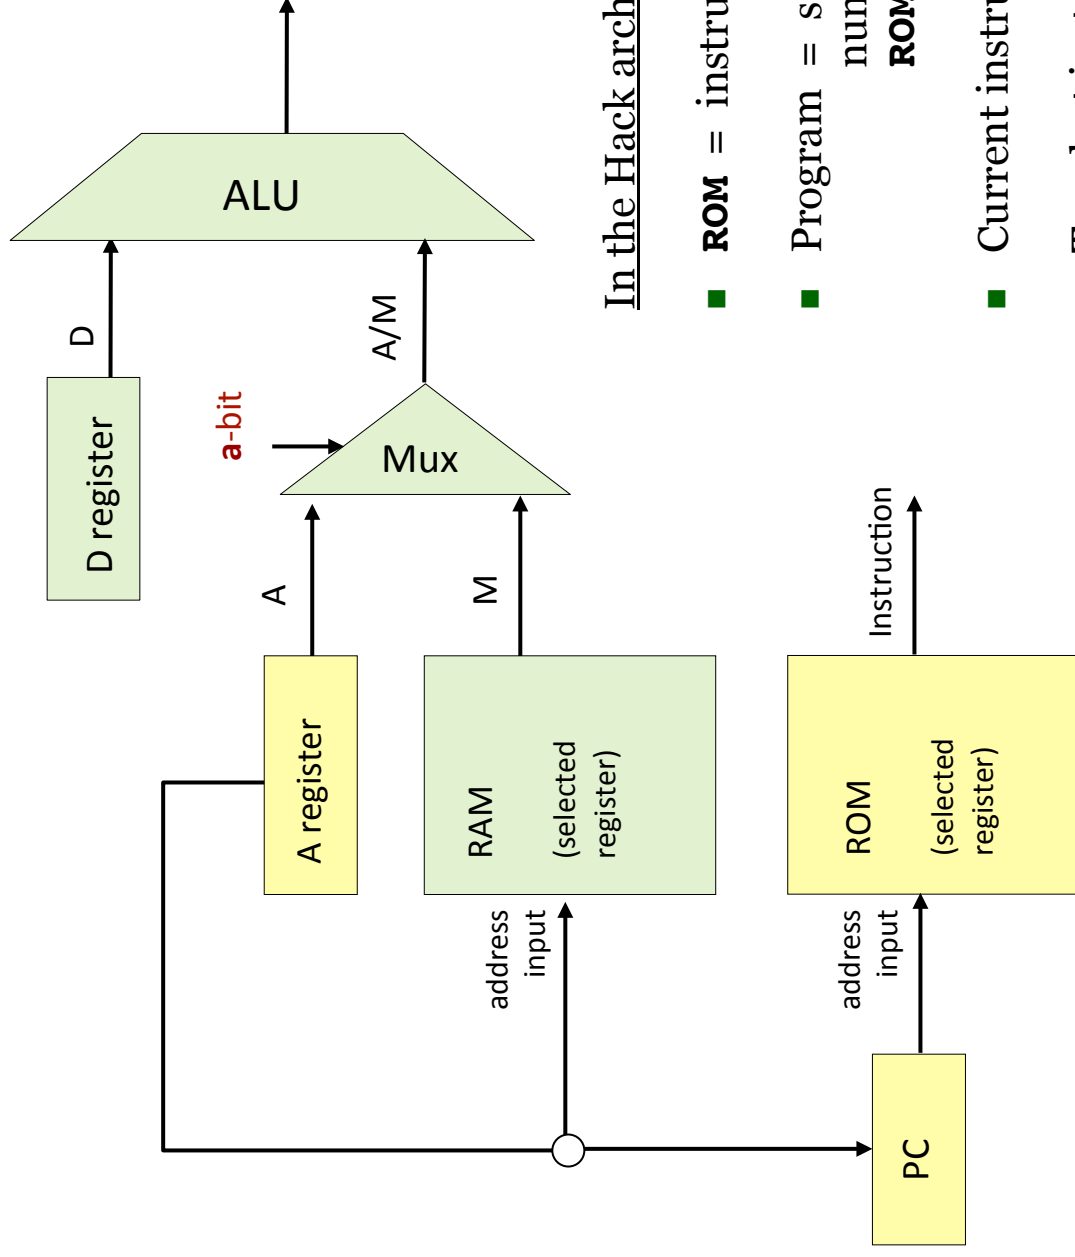 D
D register
a-bit
ALU
A
A register
A/M
Mux
M
RAM
(selected
register)
address
input
Instruction
ROM
(selected
register)
address
input
PC
In the Hack arch
ROM = instru
Program = s
num
ROM
Current instru